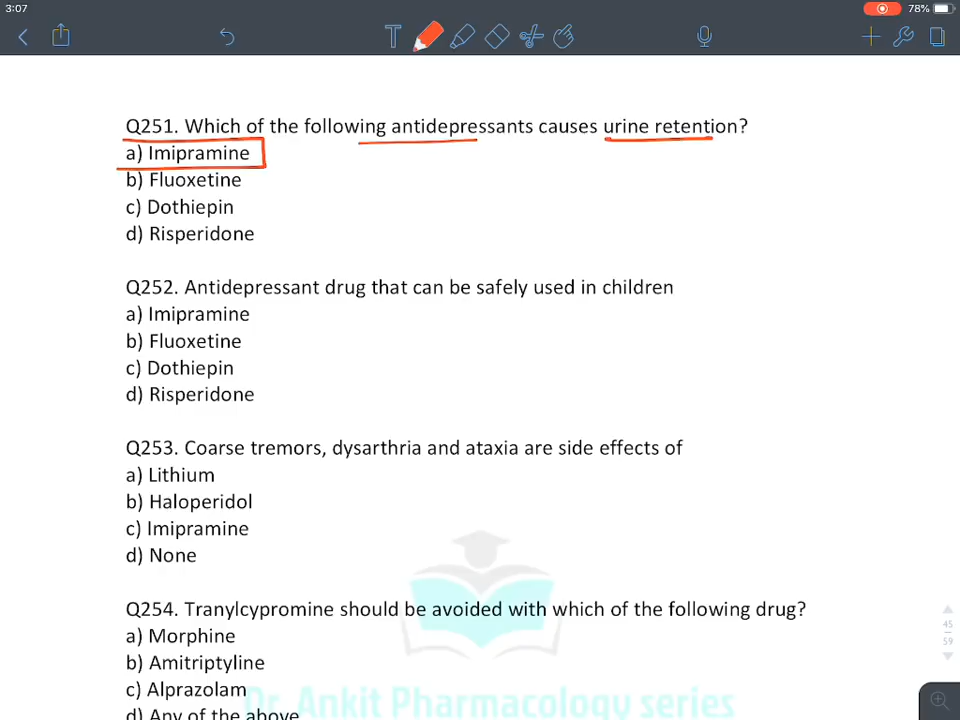 3:07
78%
T
Q251. Which of the following antidepressants causes urine retention?
a) Imipramine
b) Fluoxetine
c) Dothiepin
d) Risperidone
Q252. Antidepressant drug that can be safely used in children
a) Imipramine
b) Fluoxetine
c) Dothiepin
d) Risperidone
Q253. Coarse tremors, dysarthria and ataxia are side effects of
a) Lithium
b) Haloperidol
c) Imipramine
d) None
Q254. Tranylcypromine should be avoided with which of the following drug?
a) Morphine
b) Amitriptyline
c) Alprazolam
d) Any of the above
Dr. Ankit Pharmacology series
45
59